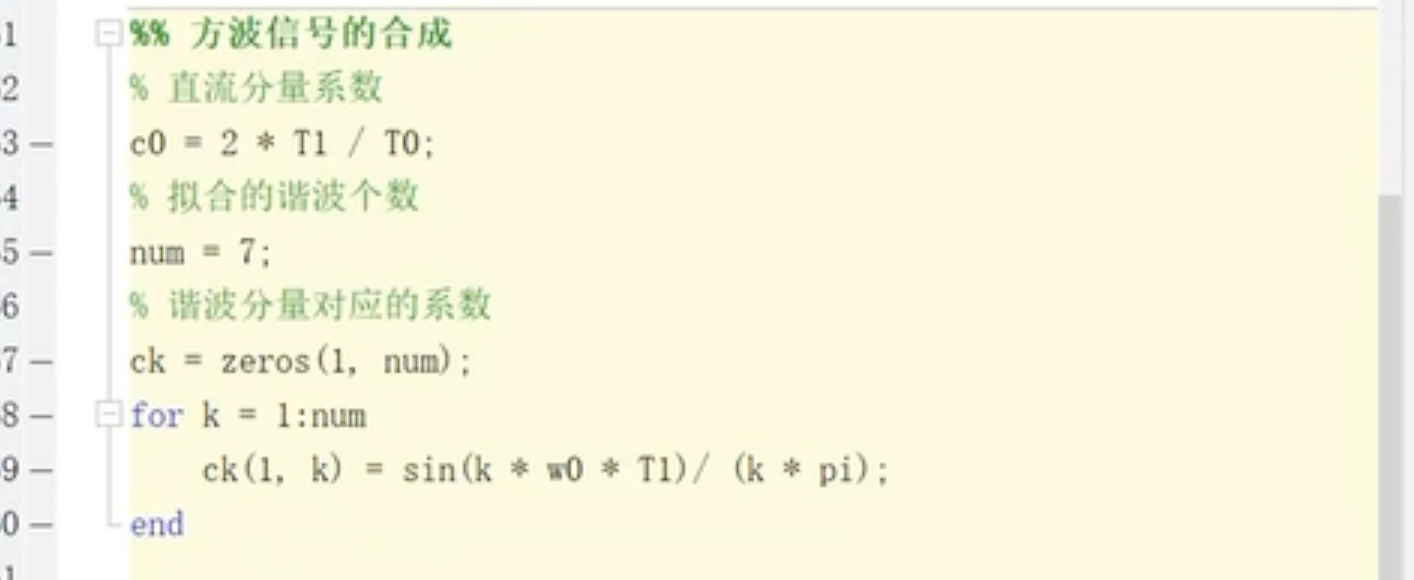 1 %% 方波信号的合成
2 % 直流分量系数
3 — c0 = 2 * T1 / T0;
4 % 拟合的谐波个数
5 — num = 7;
6 % 谐波分量对应的系数
7 — ck = zeros(1, num);
8 — for k = 1:num
9 — ck(1, k) = sin(k * w0 * T1)/ (k * pi);
0 — end